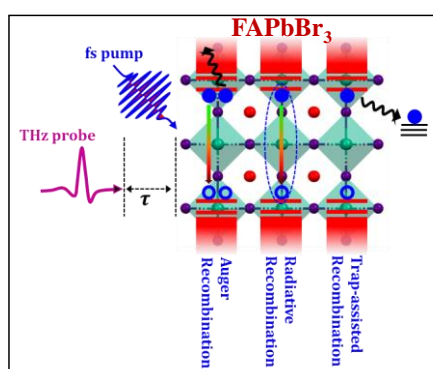 FAPbBr₃
fs pump
THz probe
τ
Auger
Recombination
Radiative
Recombination
Trap-assisted
Recombination